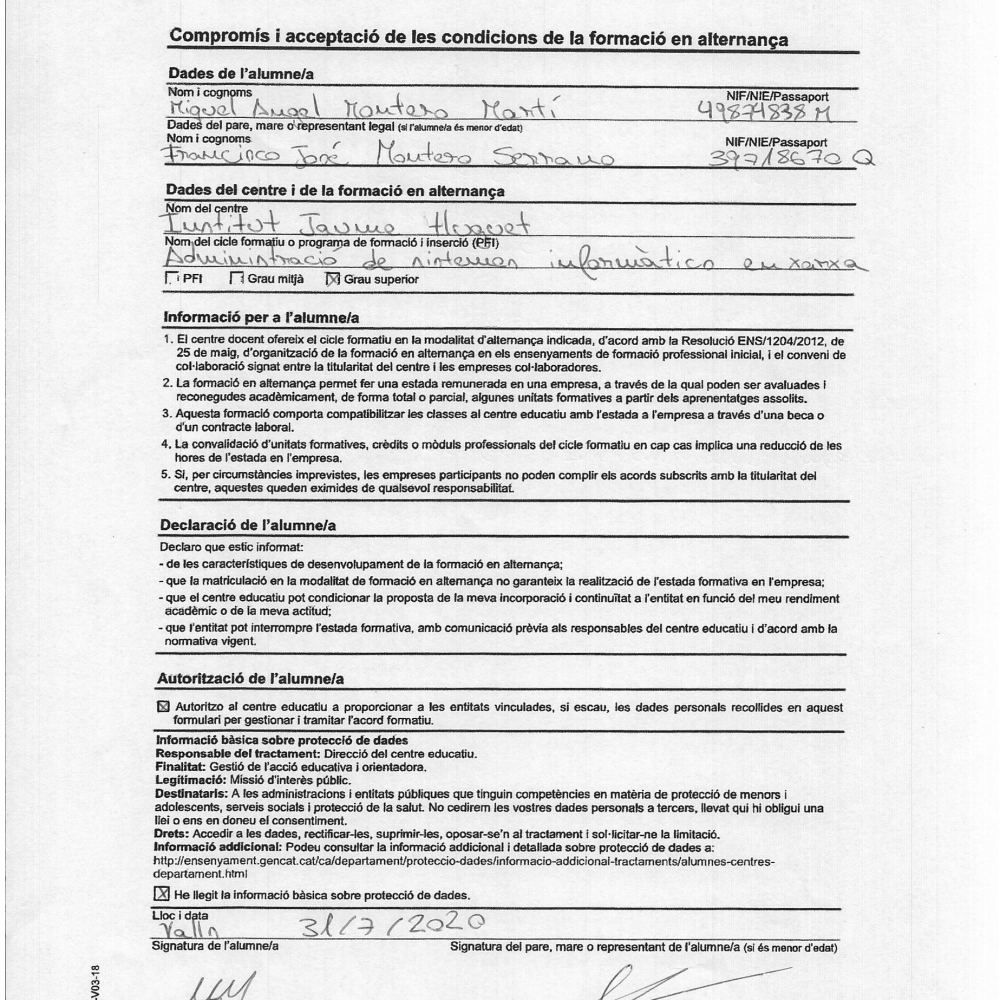 Compromís i acceptació de les condicions de la formació en alternança
Dades de l'alumne/a
Nom i cognoms NIF/NIE/Passaport
Miguel Angel Montero Martí 49874838 M
Dades del pare, mare o representant legal (si l'alumne/a és menor d'edat)
Nom i cognoms NIF/NIE/Passaport
Francisco José Montero Serrano 39718670 Q
Dades del centre i de la formació en alternança
Nom del centre
Institut Jaume Huguet
Nom del cicle formatiu o programa de formació i inserció (PFI)
Administració de sistemes informàtics en xarxa
PFI Grau mitjà Grau superior
Informació per a l'alumne/a
1. El centre docent ofereix el cicle formatiu en la modalitat d'alternança indicada, d'acord amb la Resolució ENS/1204/2012, de
25 de maig, d'organització de la formació en alternança en els ensenyaments de formació professional inicial, i el conveni de
col·laboració signat entre la titularitat del centre i les empreses col·laboradores.
2. La formació en alternança permet fer una estada remunerada en una empresa, a través de la qual poden ser avaluades i
reconegudes acadèmicament, de forma total o parcial, algunes unitats formatives a partir dels aprenentatges assolits.
3. Aquesta formació comporta compatibilitzar les classes al centre educatiu amb l'estada a l'empresa a través d'una beca o
d'un contracte laboral.
4. La convalidació d'unitats formatives, crèdits o mòduls professionals del cicle formatiu en cap cas implica una reducció de les
hores de l'estada en l'empresa.
5. Si, per circumstàncies imprevistes, les empreses participants no poden complir els acords subscrits amb la titularitat del
centre, aquestes queden eximides de qualsevol responsabilitat.
Declaració de l'alumne/a
Declaro que estic informat:
- de les característiques de desenvolupament de la formació en alternança;
- que la matriculació en la modalitat de formació en alternança no garanteix la realització de l'estada formativa en l'empresa;
- que el centre educatiu pot condicionar la proposta de la meva incorporació i continuïtat a l'entitat en funció del meu rendiment
acadèmic o de la meva actitud;
- que l'entitat pot interrompre l'estada formativa, amb comunicació prèvia als responsables del centre educatiu i d'acord amb la
normativa vigent.
Autorització de l'alumne/a
Autoritzo al centre educatiu a proporcionar a les entitats vinculades, si escau, les dades personals recollides en aquest
formulari per gestionar i tramitar l'acord formatiu.
Informació bàsica sobre protecció de dades
Responsable del tractament: Direcció del centre educatiu.
Finalitat: Gestió de l'acció educativa i orientadora.
Legitimació: Missió d'interès públic.
Destinataris: A les administracions i entitats públiques que tinguin competències en matèria de protecció de menors i
adolescents, serveis socials i protecció de la salut. No cedirem les vostres dades personals a tercers, llevat qui hi obligui una
llei o ens en doneu el consentiment.
Drets: Accedir a les dades, rectificar-les, suprimir-les, oposar-se'n al tractament i sol·licitar-ne la limitació.
Informació addicional: Podeu consultar la informació addicional i detallada sobre protecció de dades a:
http://ensenyament.gencat.cat/ca/departament/proteccio-dades/informacio-addicional-tractaments/alumnes-centres-
departament.html
He llegit la informació bàsica sobre protecció de dades.
Lloc i data
Valls 31/7/2020
Signatura de l'alumne/a Signatura del pare, mare o representant de l'alumne/a (si és menor d'edat)
-V03-18